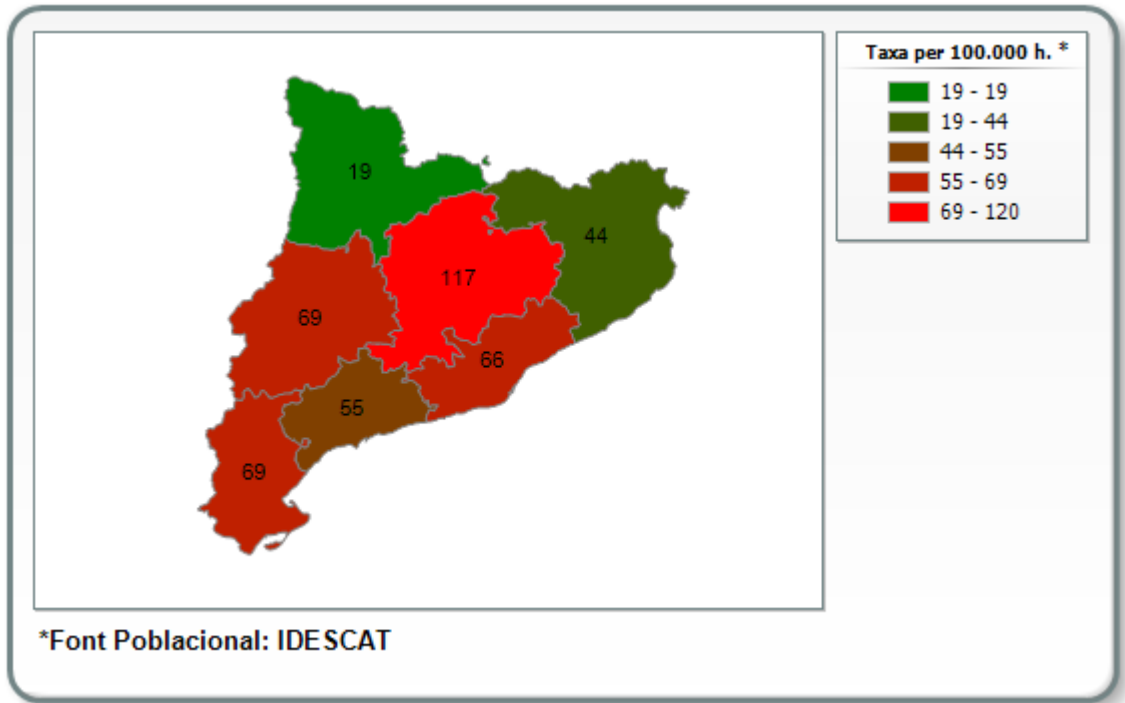 Taxa per 100.000 h. *
19 - 19
19 - 44
44 - 55
55 - 69
69 - 120
19
44
117
69
66
55
69
*Font Poblacional: IDESCAT